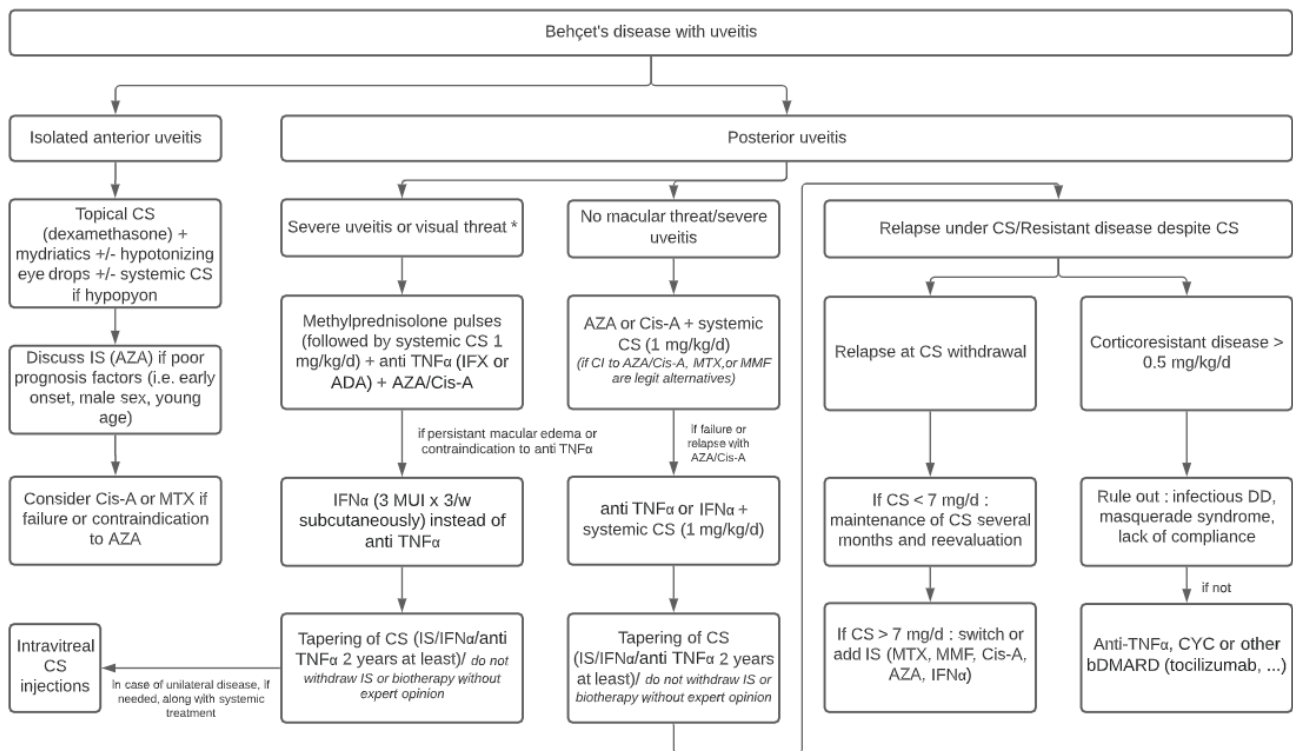 Behçet's disease with uveitis
Isolated anterior uveitis
Posterior uveitis
Topical CS
(dexamethasone) +
mydriatics +/- hypotonizing
eye drops +/- systemic CS
if hypopyon
Severe uveitis or visual threat *
No macular threat/severe
uveitis
Relapse under CS/Resistant disease despite CS
Discuss IS (AZA) if poor
prognosis factors (i.e. early
onset, male sex, young
age)
Methylprednisolone pulses
(followed by systemic CS 1
mg/kg/d) + anti TNFα (IFX or
ADA) + AZA/Cis-A
AZA or Cis-A + systemic
CS (1 mg/kg/d)
(if CI to AZA/Cis-A, MTX,or MMF
are legit alternatives)
Relapse at CS withdrawal
Corticoresistant disease >
0.5 mg/kg/d
if persistant macular edema or
contraindication to anti TNFα
if failure or
relapse with
AZA/Cis-A
Consider Cis-A or MTX if
failure or contraindication
to AZA
IFNα (3 MUI x 3/w
subcutaneously) instead of
anti TNFα
anti TNFα or IFNα +
systemic CS (1 mg/kg/d)
If CS < 7 mg/d :
maintenance of CS several
months and reevaluation
Rule out : infectious DD,
masquerade syndrome,
lack of compliance
if not
Intravitreal
CS
injections
In case of unilateral disease, if
needed, along with systemic
treatment
Tapering of CS (IS/IFNα/anti
TNFα 2 years at least)/ do not
withdraw IS or biotherapy without
expert opinion
Tapering of CS
(IS/IFNα/anti TNFα 2 years
at least)/ do not withdraw IS or
biotherapy without expert opinion
If CS > 7 mg/d : switch or
add IS (MTX, MMF, Cis-A,
AZA, IFNα)
Anti-TNFα, CYC or other
bDMARD (tocilizumab, ...)